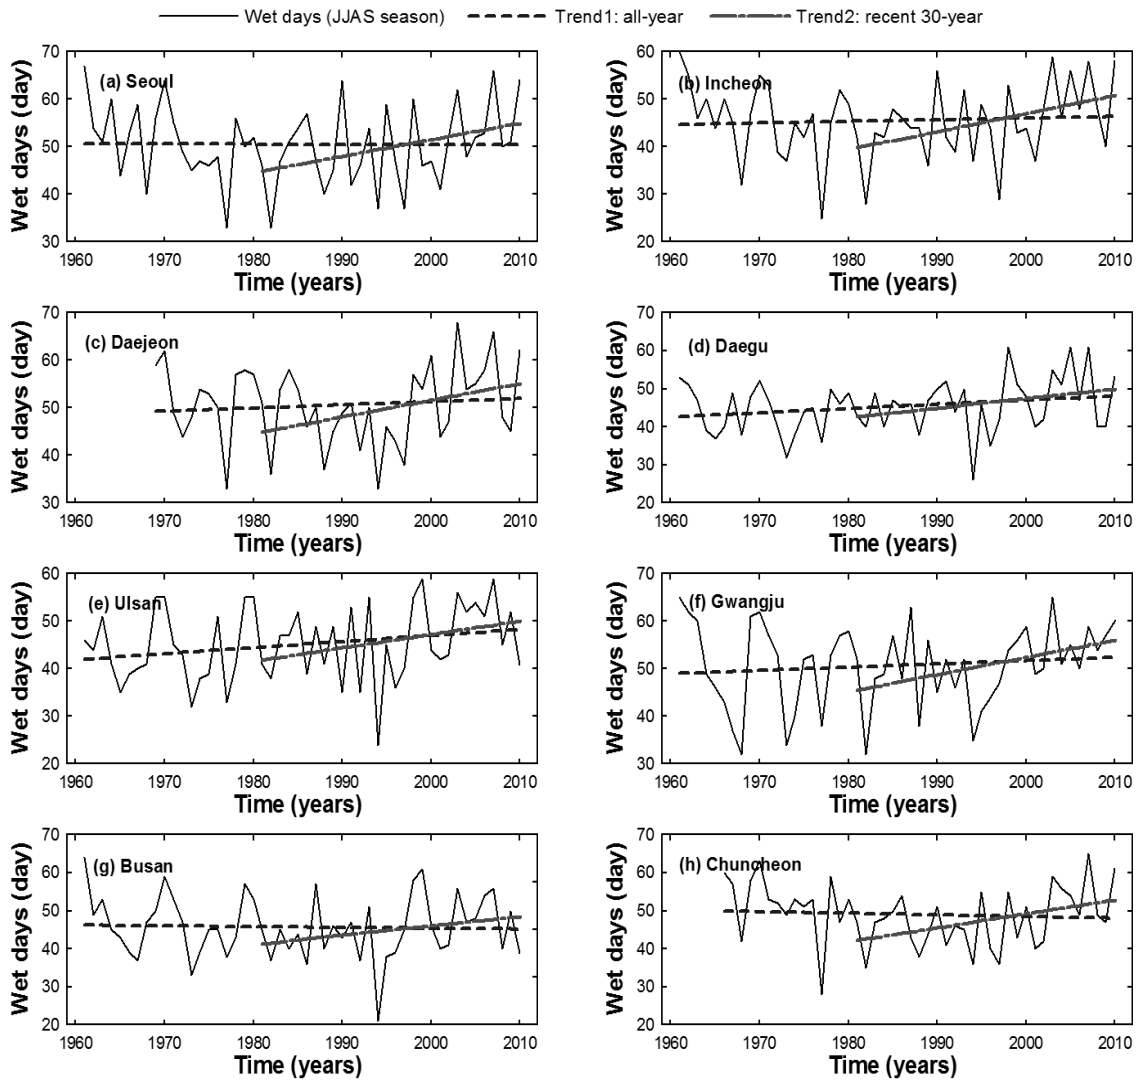 Wet days (JJAS season) Trend1: all-year Trend2: recent 30-year
(a) Seoul
Wet days (day)
70
60
50
40
30
1960 1970 1980 1990 2000 2010
Time (years)
(b) Incheon
Wet days (day)
60
50
40
30
20
1960 1970 1980 1990 2000 2010
Time (years)
(c) Daejeon
Wet days (day)
70
60
50
40
30
1960 1970 1980 1990 2000 2010
Time (years)
(d) Daegu
Wet days (day)
70
60
50
40
30
20
1960 1970 1980 1990 2000 2010
Time (years)
(e) Ulsan
Wet days (day)
60
50
40
30
20
1960 1970 1980 1990 2000 2010
Time (years)
(f) Gwangju
Wet days (day)
70
60
50
40
30
1960 1970 1980 1990 2000 2010
Time (years)
(g) Busan
Wet days (day)
70
60
50
40
30
20
1960 1970 1980 1990 2000 2010
Time (years)
(h) Chuncheon
Wet days (day)
70
60
50
40
30
20
1960 1970 1980 1990 2000 2010
Time (years)